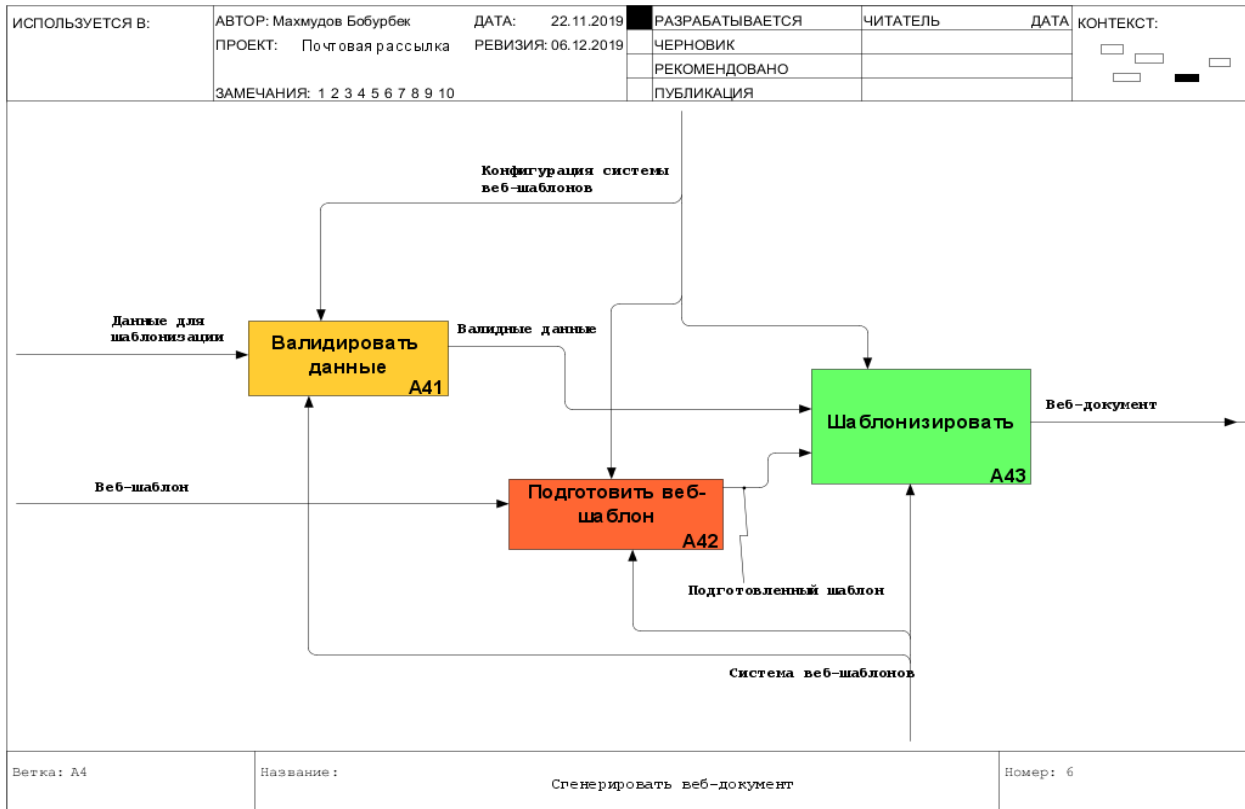 ИСПОЛЬЗУЕТСЯ В:
АВТОР: Махмудов Бобурбек
ДАТА: 22.11.2019
РАЗРАБАТЫВАЕТСЯ
ЧИТАТЕЛЬ
ДАТА
КОНТЕКСТ:
ПРОЕКТ: Почтовая рассылка
РЕВИЗИЯ: 06.12.2019
ЧЕРНОВИК
РЕКОМЕНДОВАНО
ЗАМЕЧАНИЯ: 1 2 3 4 5 6 7 8 9 10
ПУБЛИКАЦИЯ
Конфигурация системы
веб-шаблонов
Данные для
шаблонизации
Валидировать
данные
A41
Валидные данные
Шаблонизировать
A43
Веб-документ
Веб-шаблон
Подготовить веб-
шаблон
A42
Подготовленный шаблон
Система веб-шаблонов
Ветка: A4
Название:
Сгенерировать веб-документ
Номер: 6